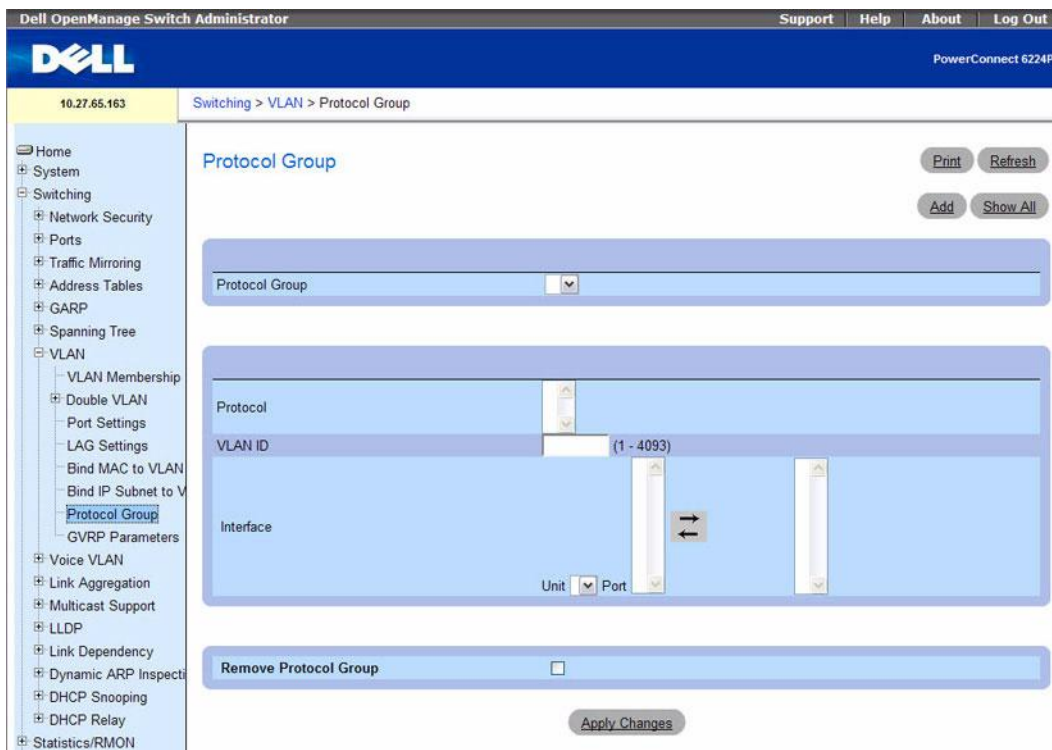 Dell OpenManage Switch Administrator
Support Help About Log Out
DELL
PowerConnect 6224P
10.27.65.163
Switching > VLAN > Protocol Group
Home
System
Switching
Network Security
Ports
Traffic Mirroring
Address Tables
GARP
Spanning Tree
VLAN
VLAN Membership
Double VLAN
Port Settings
LAG Settings
Bind MAC to VLAN
Bind IP Subnet to V
Protocol Group
GVRP Parameters
Voice VLAN
Link Aggregation
Multicast Support
LLDP
Link Dependency
Dynamic ARP Inspecti
DHCP Snooping
DHCP Relay
Statistics/RMON
Protocol Group
Print Refresh
Add Show All
Protocol Group
Protocol
VLAN ID (1 - 4093)
Interface
Unit Port
Remove Protocol Group
Apply Changes